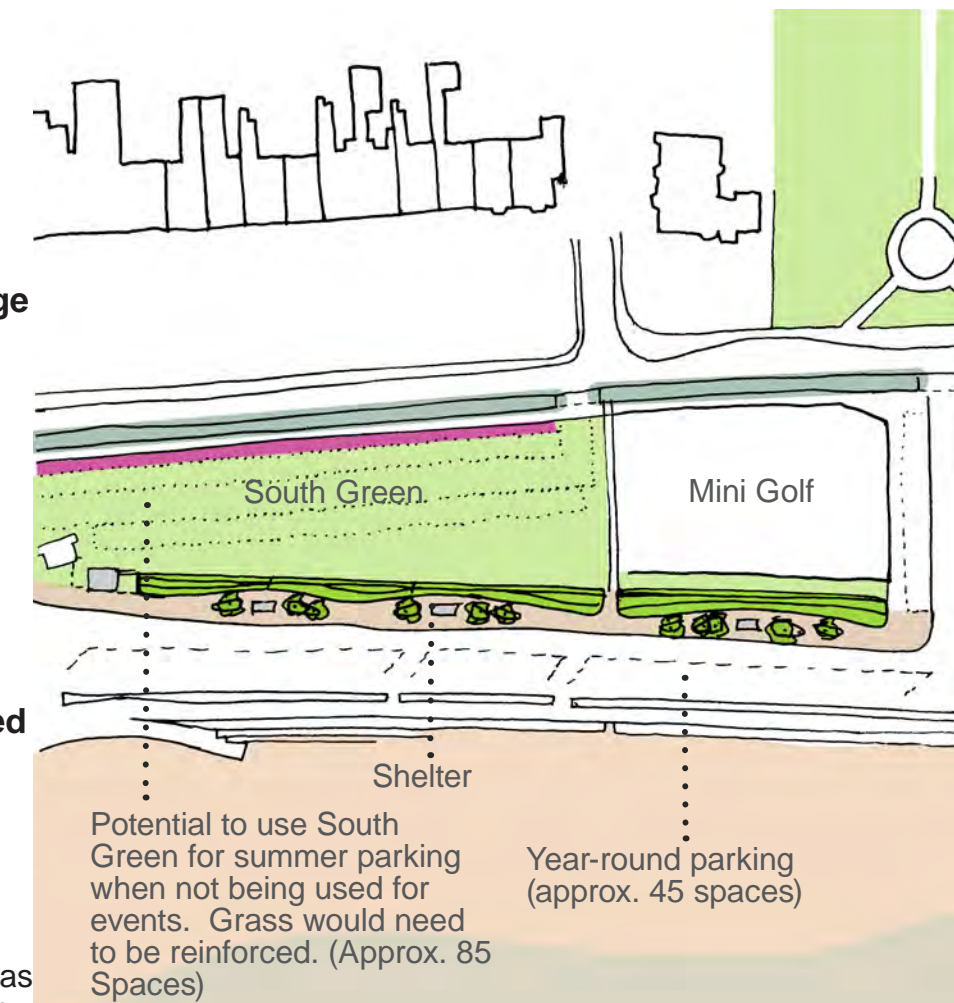 ge
South Green
Mini Golf
ed
Shelter
Potential to use South
Green for summer parking
when not being used for
events.  Grass would need
to be reinforced. (Approx. 85
Spaces)
Year-round parking
(approx. 45 spaces)
as